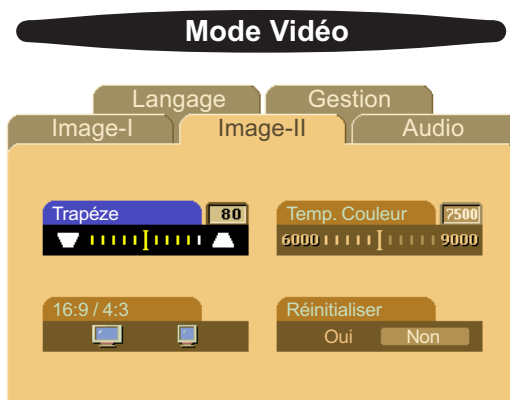 Mode Vidéo
Langage Gestion
Image-I Image-II Audio
Trapéze 80
Temp. Couleur 7500
6000 9000
16:9 / 4:3
Réinitialiser
Oui Non